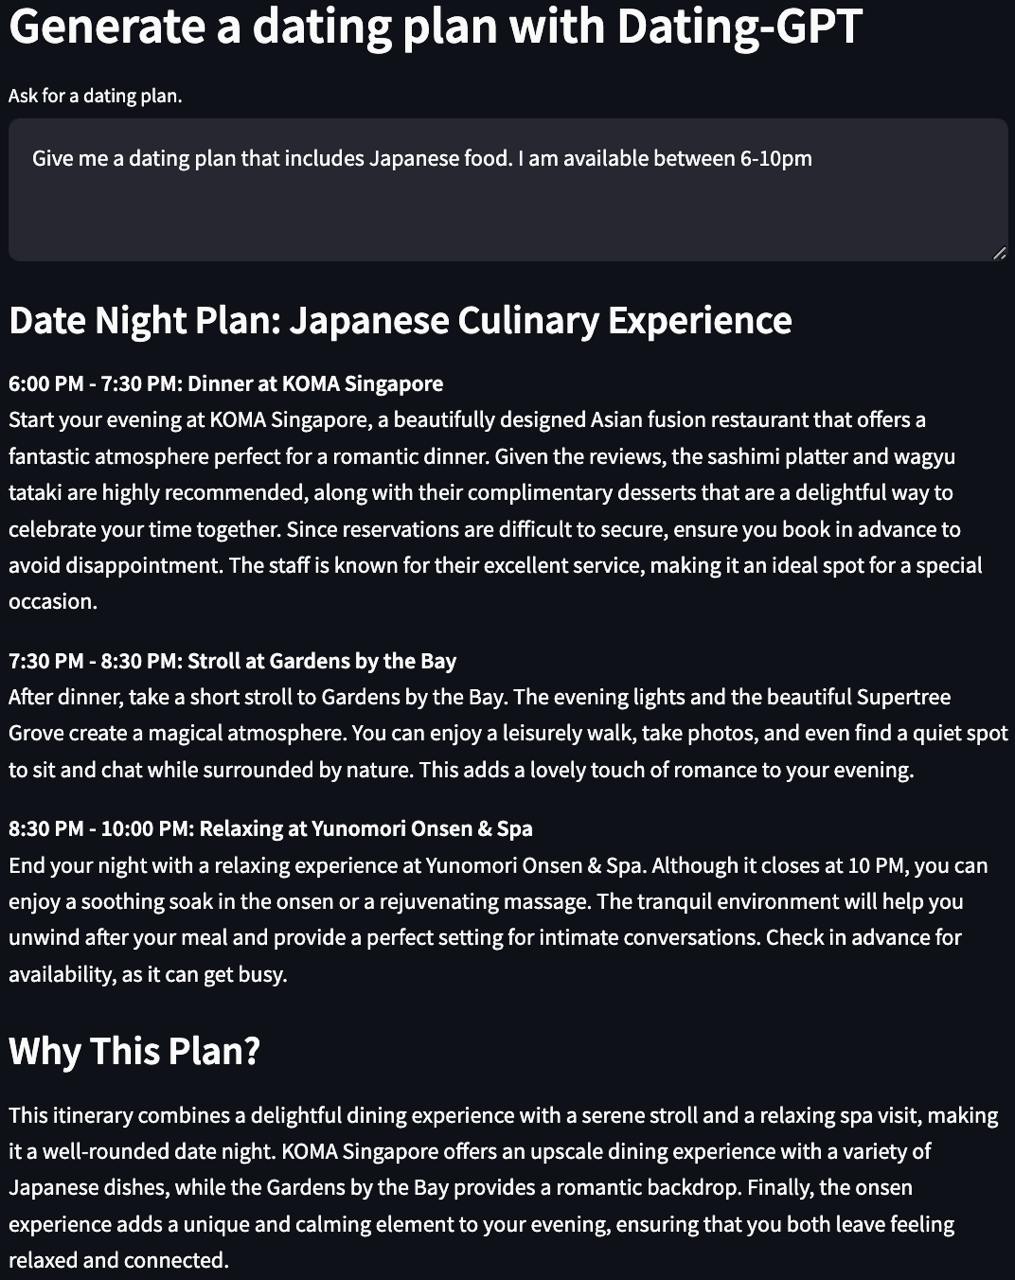 Generate a dating plan with Dating-GPT
Ask for a dating plan.
Give me a dating plan that includes Japanese food. I am available between 6-10pm
Date Night Plan: Japanese Culinary Experience
6:00 PM - 7:30 PM: Dinner at KOMA Singapore
Start your evening at KOMA Singapore, a beautifully designed Asian fusion restaurant that offers a
fantastic atmosphere perfect for a romantic dinner. Given the reviews, the sashimi platter and wagyu
tataki are highly recommended, along with their complimentary desserts that are a delightful way to
celebrate your time together. Since reservations are difficult to secure, ensure you book in advance to
avoid disappointment. The staff is known for their excellent service, making it an ideal spot for a special
occasion.
7:30 PM - 8:30 PM: Stroll at Gardens by the Bay
After dinner, take a short stroll to Gardens by the Bay. The evening lights and the beautiful Supertree
Grove create a magical atmosphere. You can enjoy a leisurely walk, take photos, and even find a quiet spot
to sit and chat while surrounded by nature. This adds a lovely touch of romance to your evening.
8:30 PM - 10:00 PM: Relaxing at Yunomori Onsen & Spa
End your night with a relaxing experience at Yunomori Onsen & Spa. Although it closes at 10 PM, you can
enjoy a soothing soak in the onsen or a rejuvenating massage. The tranquil environment will help you
unwind after your meal and provide a perfect setting for intimate conversations. Check in advance for
availability, as it can get busy.
Why This Plan?
This itinerary combines a delightful dining experience with a serene stroll and a relaxing spa visit, making
it a well-rounded date night. KOMA Singapore offers an upscale dining experience with a variety of
Japanese dishes, while the Gardens by the Bay provides a romantic backdrop. Finally, the onsen
experience adds a unique and calming element to your evening, ensuring that you both leave feeling
relaxed and connected.